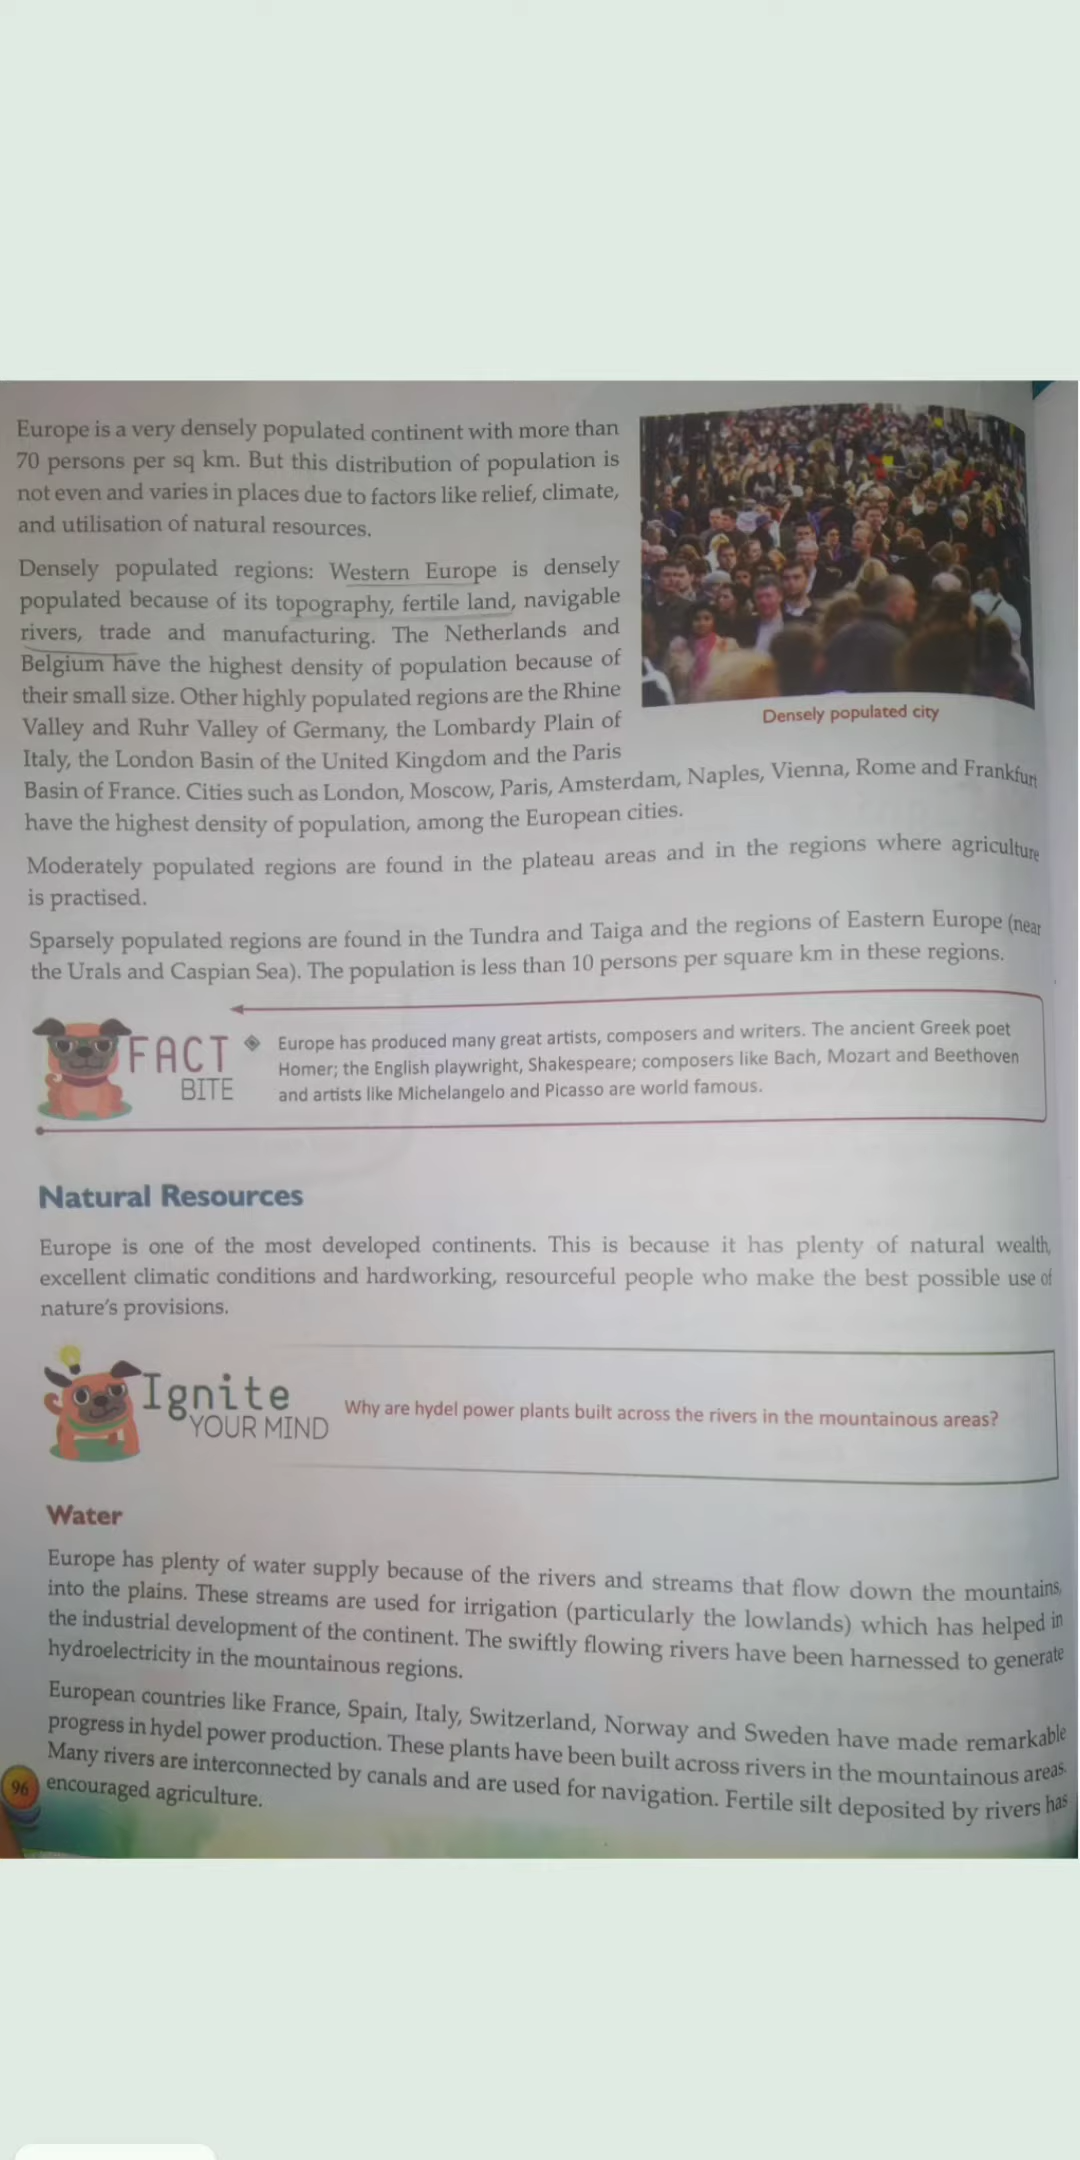 Europe is a very densely populated continent with more than
70 persons per sq km. But this distribution of population is
not even and varies in places due to factors like relief, climate,
and utilisation of natural resources.
Densely populated regions: Western Europe is densely
populated because of its topography, fertile land, navigable
rivers, trade and manufacturing. The Netherlands and
Belgium have the highest density of population because of
their small size. Other highly populated regions are the Rhine
Valley and Ruhr Valley of Germany, the Lombardy Plain of
Italy, the London Basin of the United Kingdom and the Paris
Basin of France. Cities such as London, Moscow, Paris, Amsterdam, Naples, Vienna, Rome and Frankfurt
have the highest density of population, among the European cities.
Densely populated city
Moderately populated regions are found in the plateau areas and in the regions where agriculture
is practised.
Sparsely populated regions are found in the Tundra and Taiga and the regions of Eastern Europe (near
the Urals and Caspian Sea). The population is less than 10 persons per square km in these regions.
FACT
BITE
Europe has produced many great artists, composers and writers. The ancient Greek poet
Homer; the English playwright, Shakespeare; composers like Bach, Mozart and Beethoven
and artists like Michelangelo and Picasso are world famous.
Natural Resources
Europe is one of the most developed continents. This is because it has plenty of natural wealth,
excellent climatic conditions and hardworking, resourceful people who make the best possible use of
nature's provisions.
Ignite
YOUR MIND
Why are hydel power plants built across the rivers in the mountainous areas?
Water
Europe has plenty of water supply because of the rivers and streams that flow down the mountains,
into the plains. These streams are used for irrigation (particularly the lowlands) which has helped in
the industrial development of the continent. The swiftly flowing rivers have been harnessed to generate
hydroelectricity in the mountainous regions.
European countries like France, Spain, Italy, Switzerland, Norway and Sweden have made remarkable
progress in hydel power production. These plants have been built across rivers in the mountainous areas.
Many rivers are interconnected by canals and are used for navigation. Fertile silt deposited by rivers has
encouraged agriculture.
96